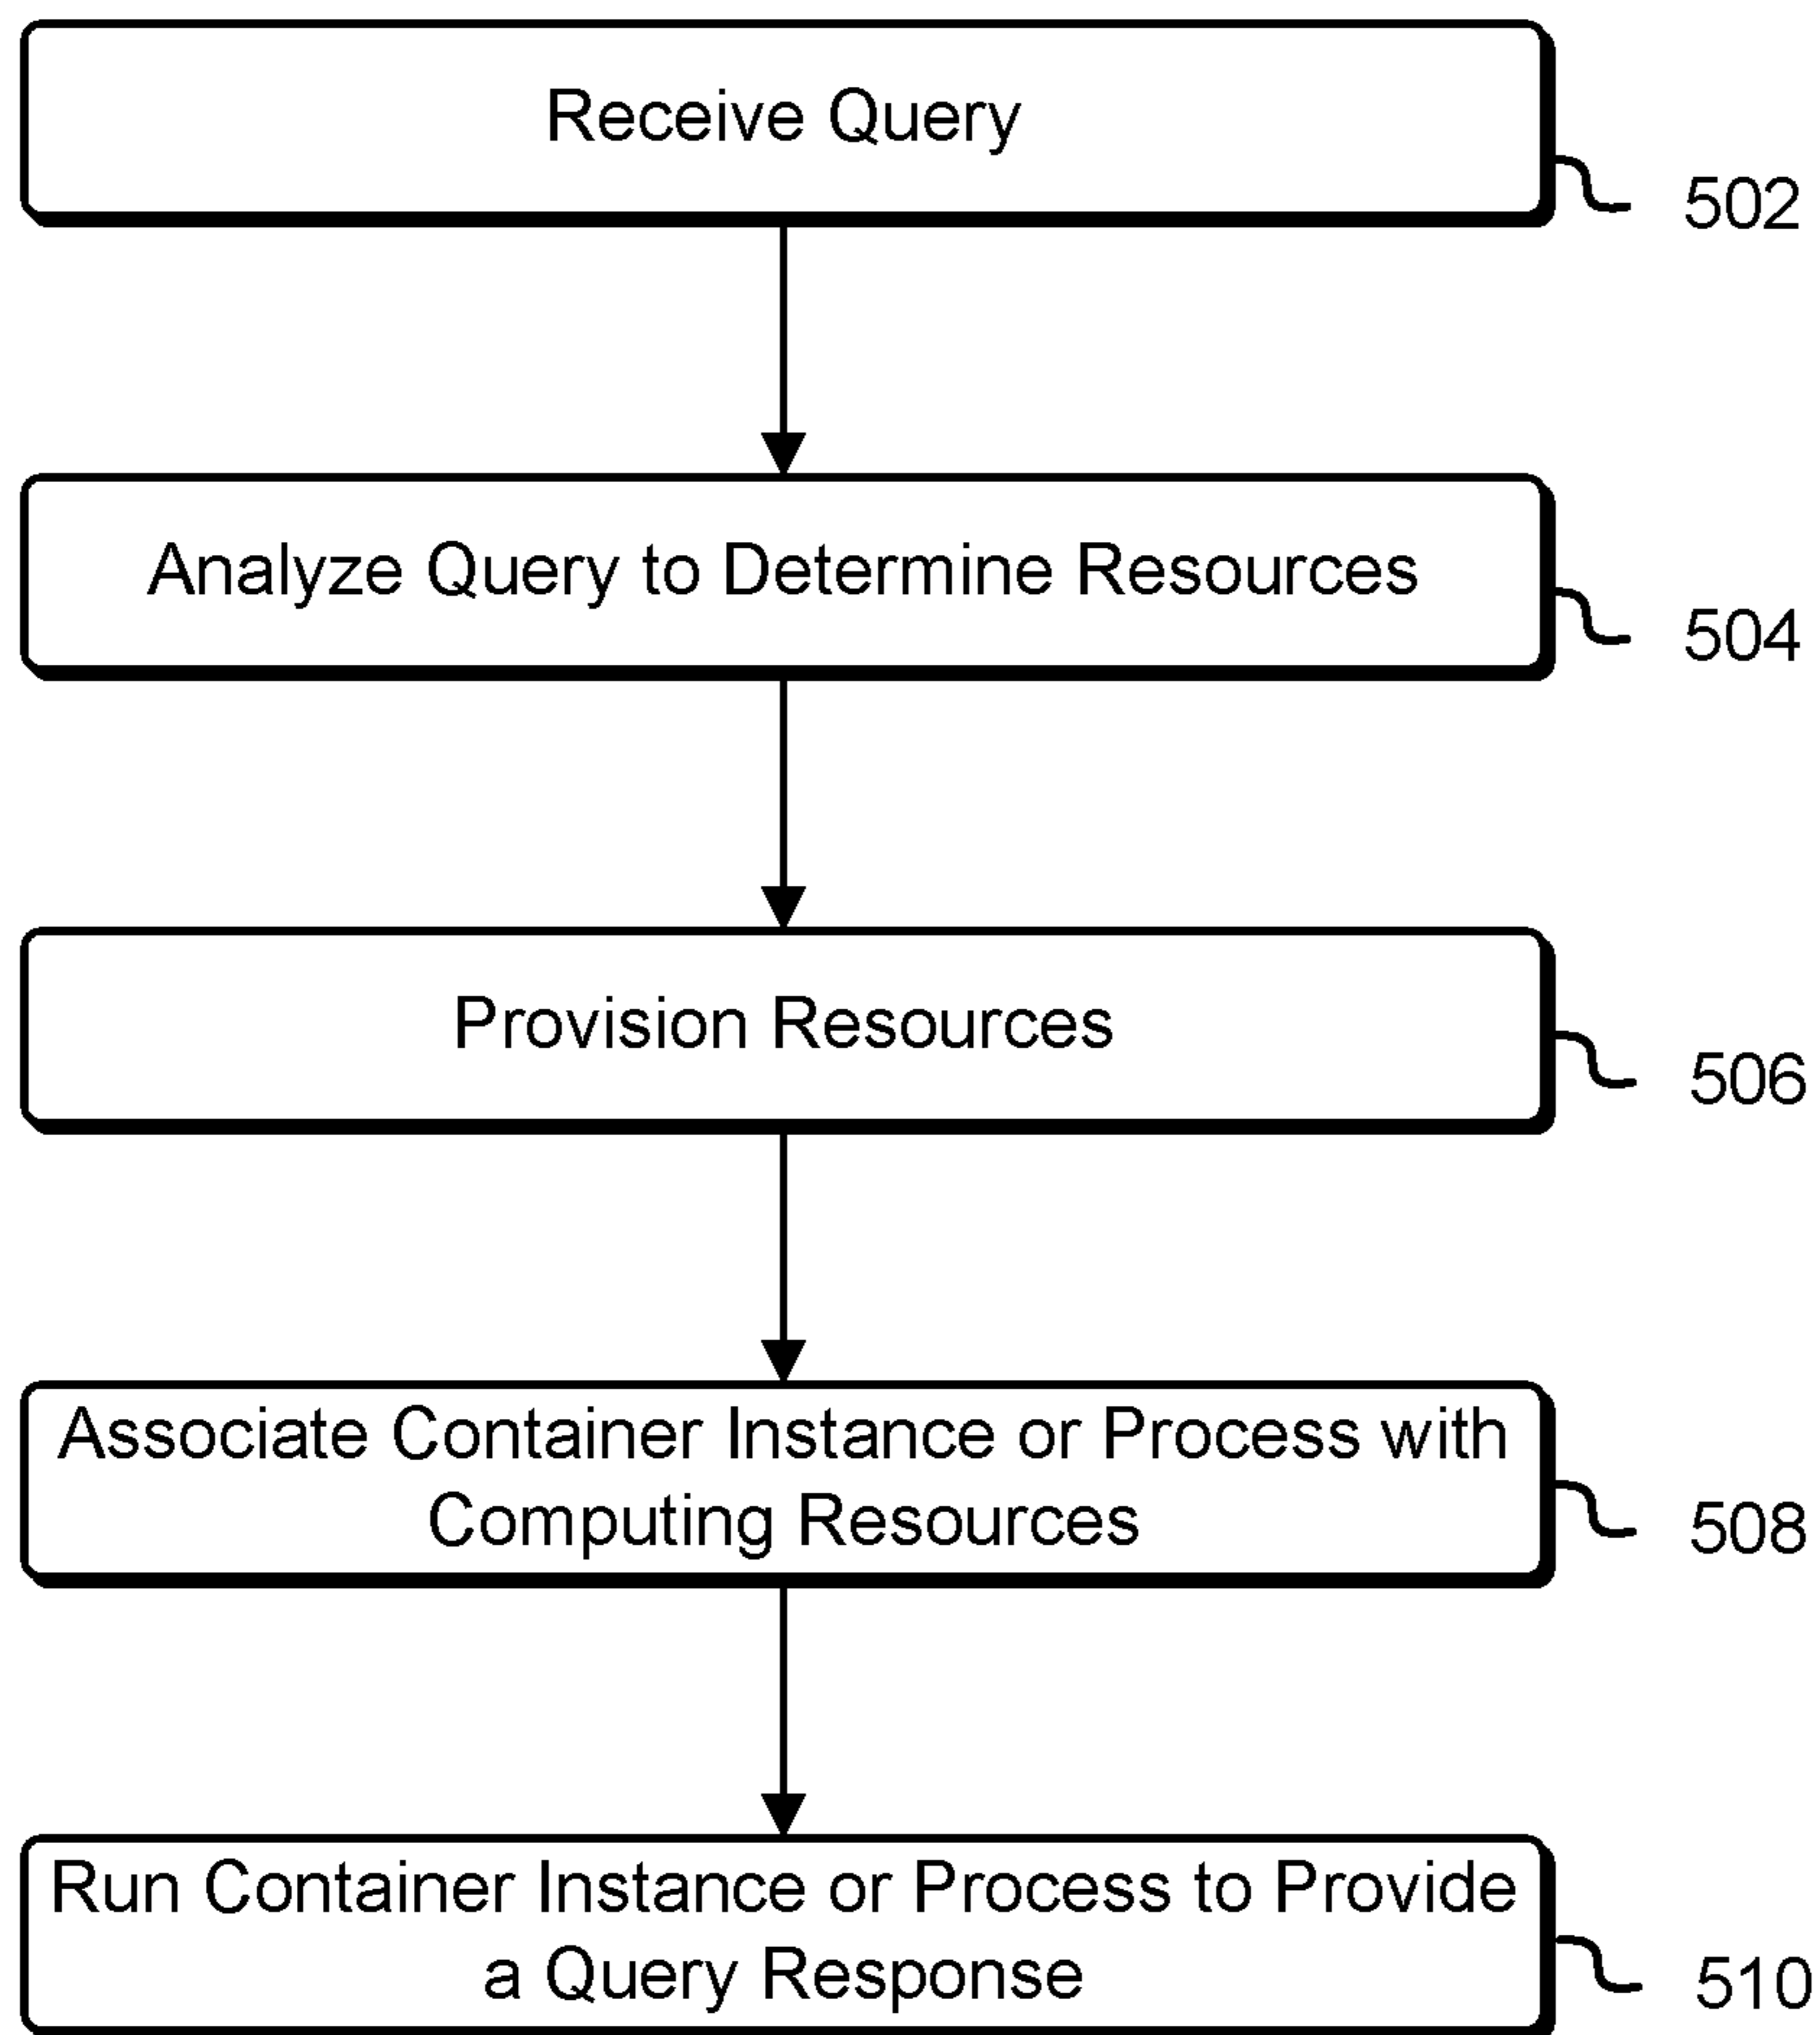 Receive Query
502
Analyze Query to Determine Resources
504
Provision Resources
506
Associate Container Instance or Process with
Computing Resources
508
Run Container Instance or Process to Provide
a Query Response
510